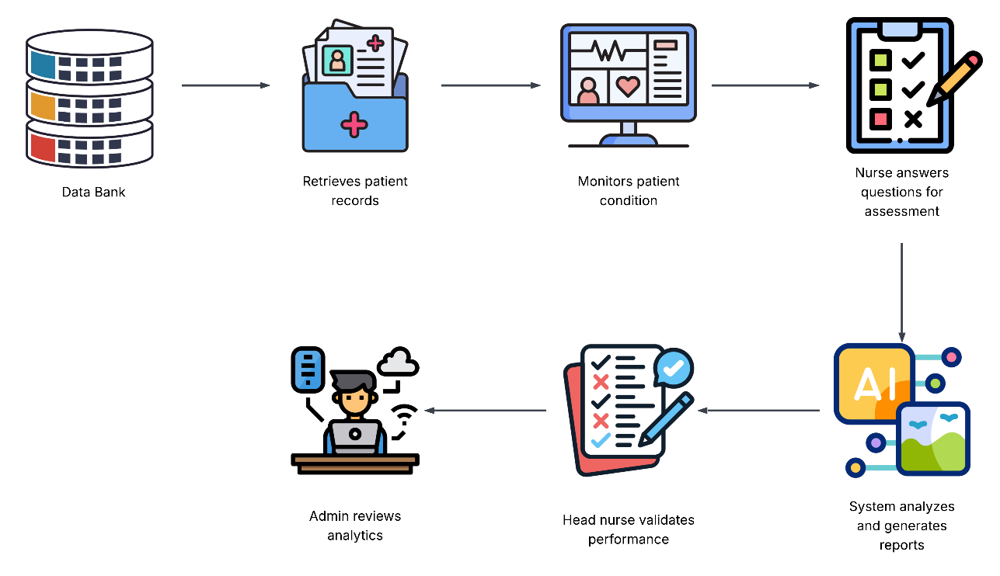 Data Bank
Retrieves patient
records
Monitors patient
condition
Nurse answers
questions for
assessment
AI
System analyzes
and generates
reports
Head nurse validates
performance
Admin reviews
analytics